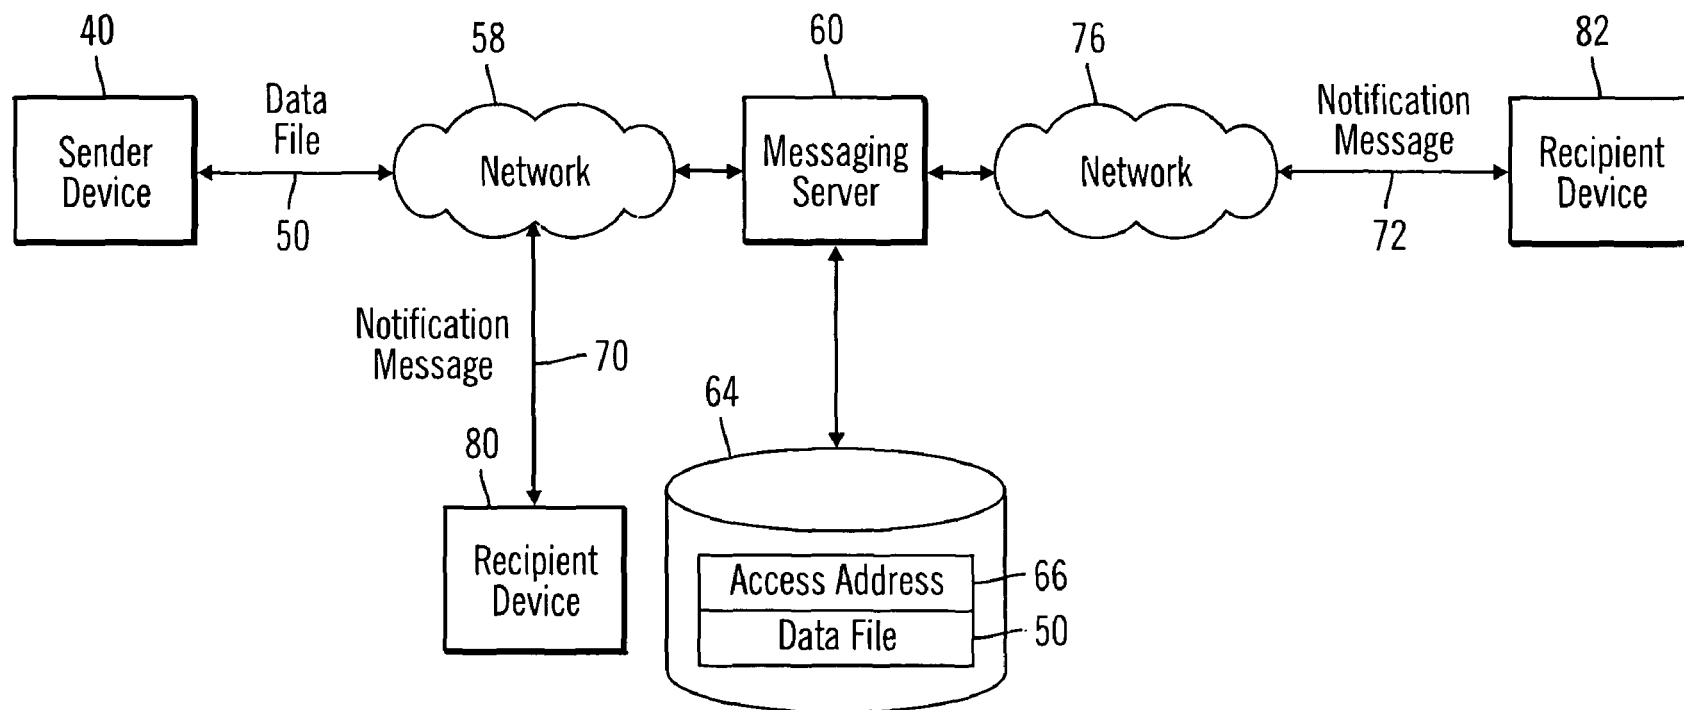 40
58
60
76
82
Data
File
Notification
Message
Sender
Device
Network
Messaging
Server
Network
Recipient
Device
50
72
Notification
Message
70
64
80
Recipient
Device
Access Address
66
Data File
50